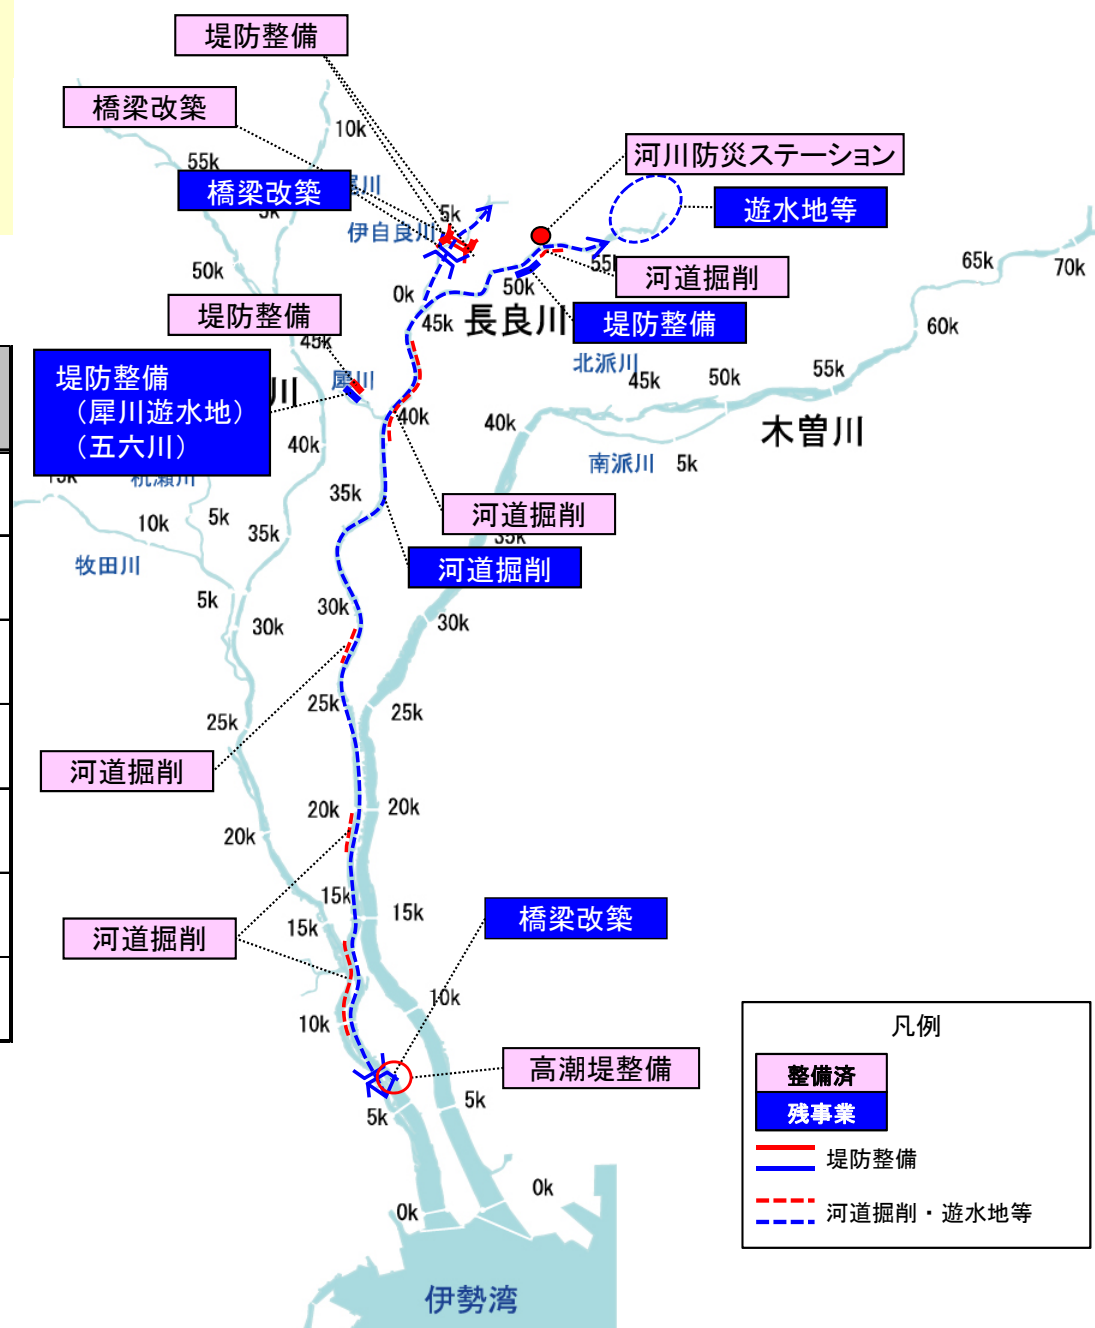 堤防整備
橋梁改築
10k
55k
橋梁改築
川
5k
伊自良川
河川防災ステーション
遊水地等
50k
0k
45k
長良川
50k
55k
河道掘削
堤防整備
65k
70k
60k
堤防整備
45k
堤防整備
(犀川遊水地)
(五六川)
川
犀川
40k
40k
北派川
45k
50k
55k
木曽川
40k
南派川
5k
35k
河道掘削
35k
河道掘削
杭瀬川
10k
5k
35k
牧田川
5k
30k
30k
30k
25k
25k
25k
河道掘削
20k
20k
20k
15k
15k
15k
橋梁改築
河道掘削
10k
10k
高潮堤整備
5k
5k
0k
0k
伊勢湾
凡例
整備済
残事業
堤防整備
河道掘削・遊水地等